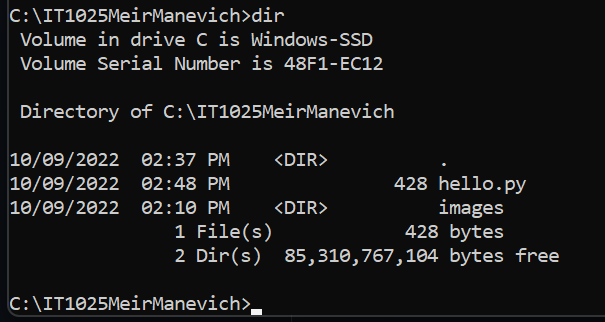 C:\IT1025MeirManevich>dir
 Volume in drive C is Windows-SSD
 Volume Serial Number is 48F1-EC12

 Directory of C:\IT1025MeirManevich

10/09/2022  02:37 PM    <DIR>          .
10/09/2022  02:48 PM               428 hello.py
10/09/2022  02:10 PM    <DIR>          images
               1 File(s)            428 bytes
               2 Dir(s)  85,310,767,104 bytes free

C:\IT1025MeirManevich>